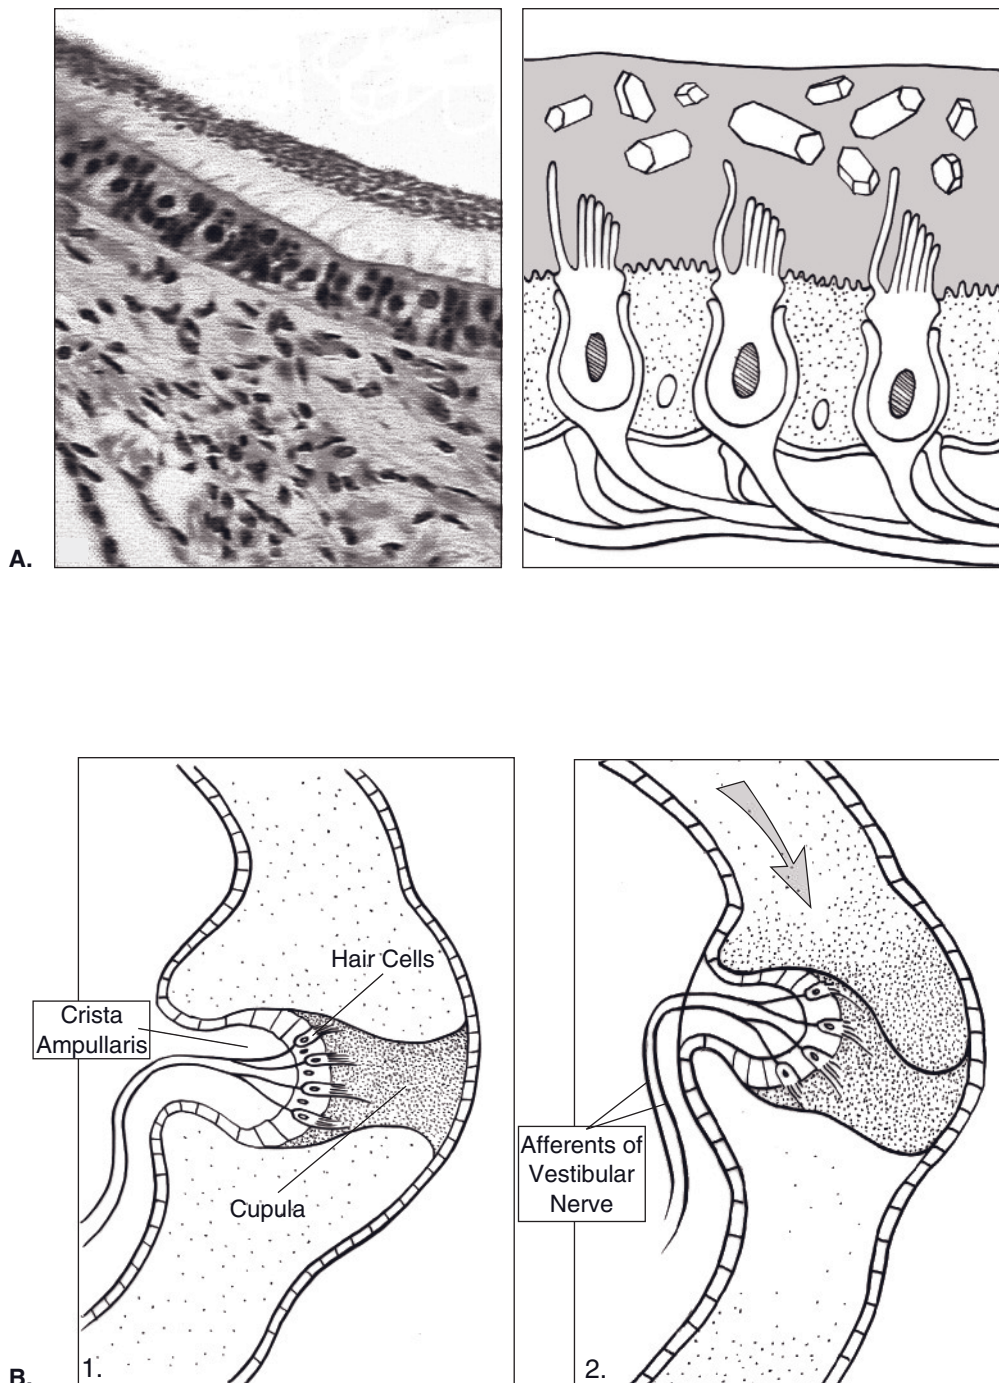 A.
Hair Cells
Crista
Ampullaris
Cupula
Afferents of
Vestibular
Nerve
B.
1.
2.